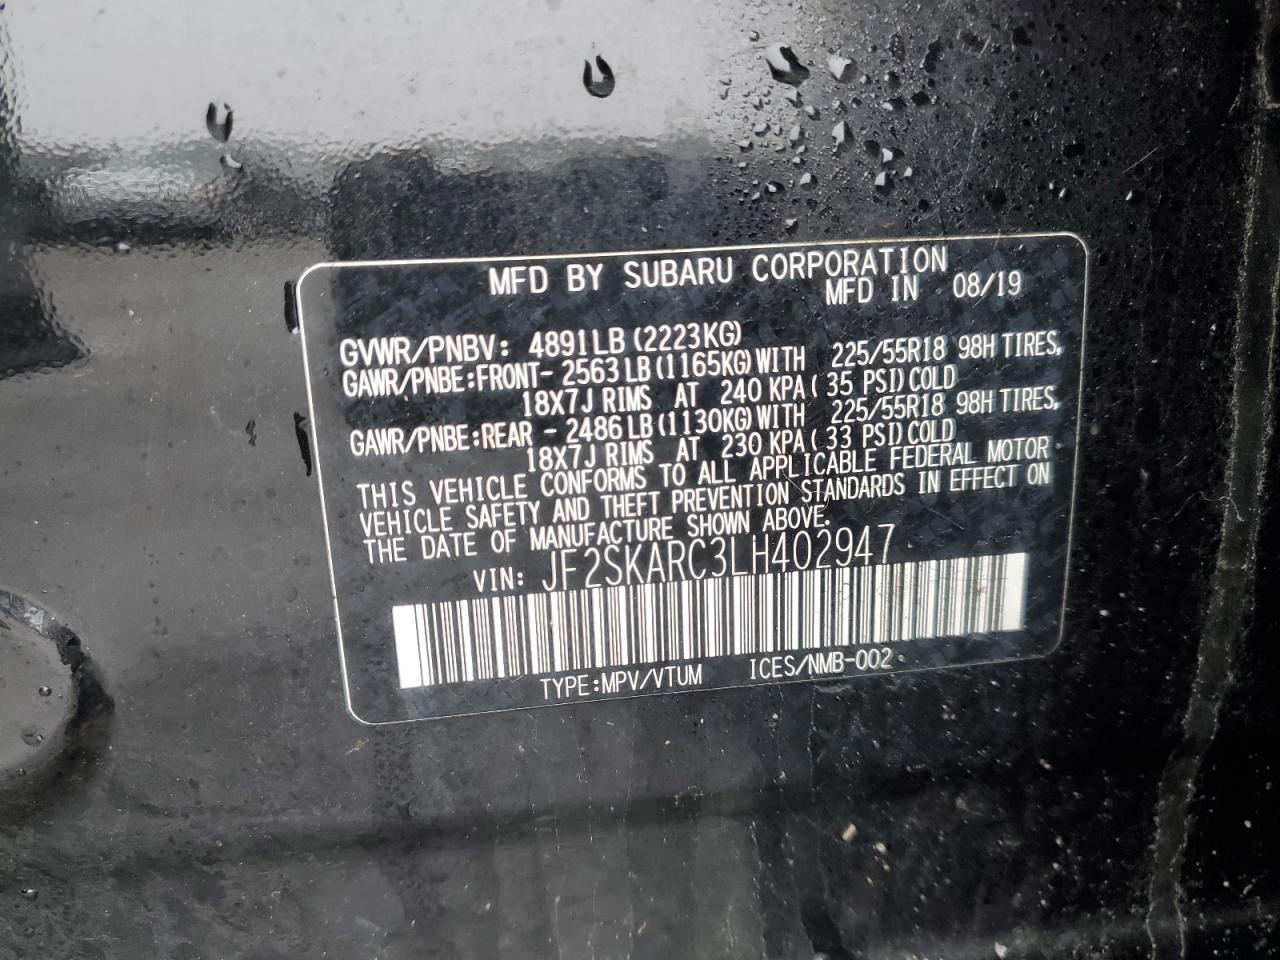 MFD BY SUBARU CORPORATION
MFD IN 08/19
GVWR/PNBV: 4891LB (2223KG)
GAWR/PNBE:FRONT- 2563 LB (1165KG) WITH 225/55R18 98H TIRES,
18X7J RIMS AT 240 KPA ( 35 PSI) COLD
GAWR/PNBE:REAR - 2486 LB (1130KG) WITH 225/55R18 98H TIRES,
18X7J RIMS AT 230 KPA ( 33 PSI) COLD
THIS VEHICLE CONFORMS TO ALL APPLICABLE FEDERAL MOTOR
VEHICLE SAFETY AND THEFT PREVENTION STANDARDS IN EFFECT ON
THE DATE OF MANUFACTURE SHOWN ABOVE.
VIN: JF2SKARC3LH402947
TYPE:MPV/VTUM ICES/NMB-002